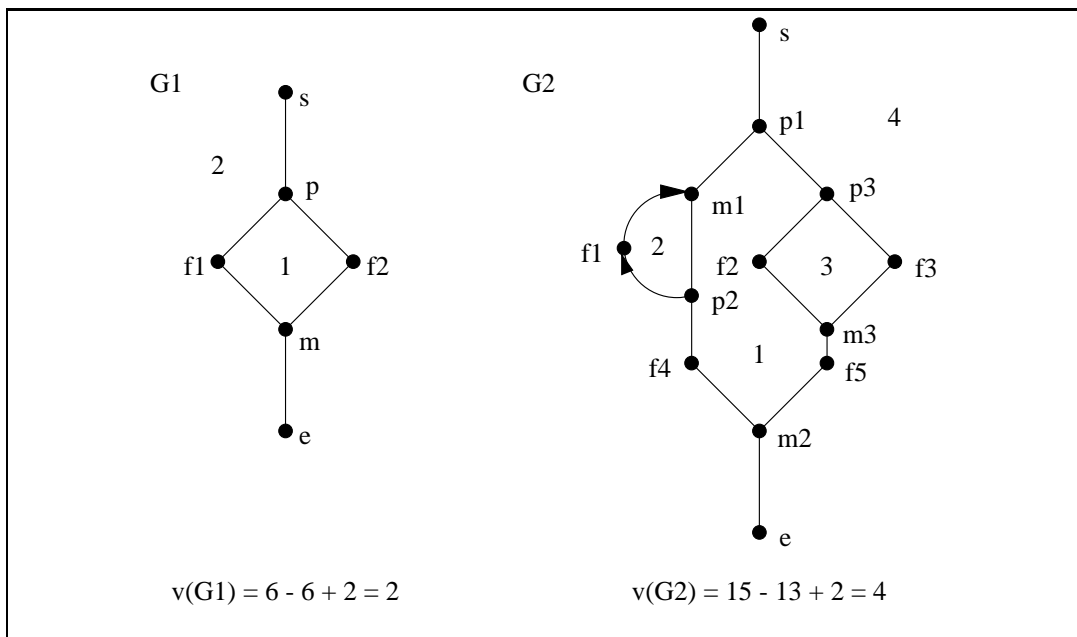 G1
s
2
p
f1
1
f2
m
e
v(G1) = 6 - 6 + 2 = 2
G2
s
p1
4
m1
p3
f1
2
f2
3
f3
p2
m3
1
f4
f5
m2
e
v(G2) = 15 - 13 + 2 = 4